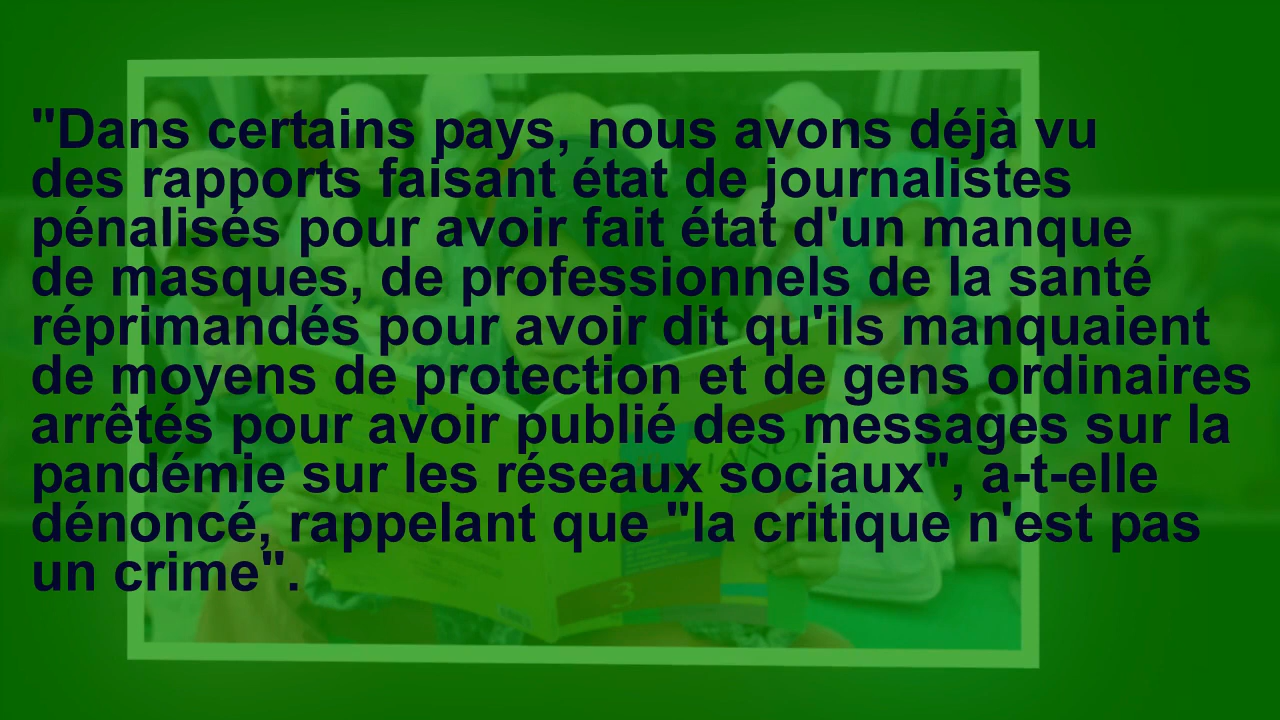 "Dans certains pays, nous avons déjà vu
des rapports faisant état de journalistes
pénalisés pour avoir fait état d'un manque
de masques, de professionnels de la santé
réprimandés pour avoir dit qu'ils manquaient
de moyens de protection et de gens ordinaires
arrêtés pour avoir publié des messages sur la
pandémie sur les réseaux sociaux", a-t-elle
dénoncé, rappelant que "la critique n'est pas
un crime".
3